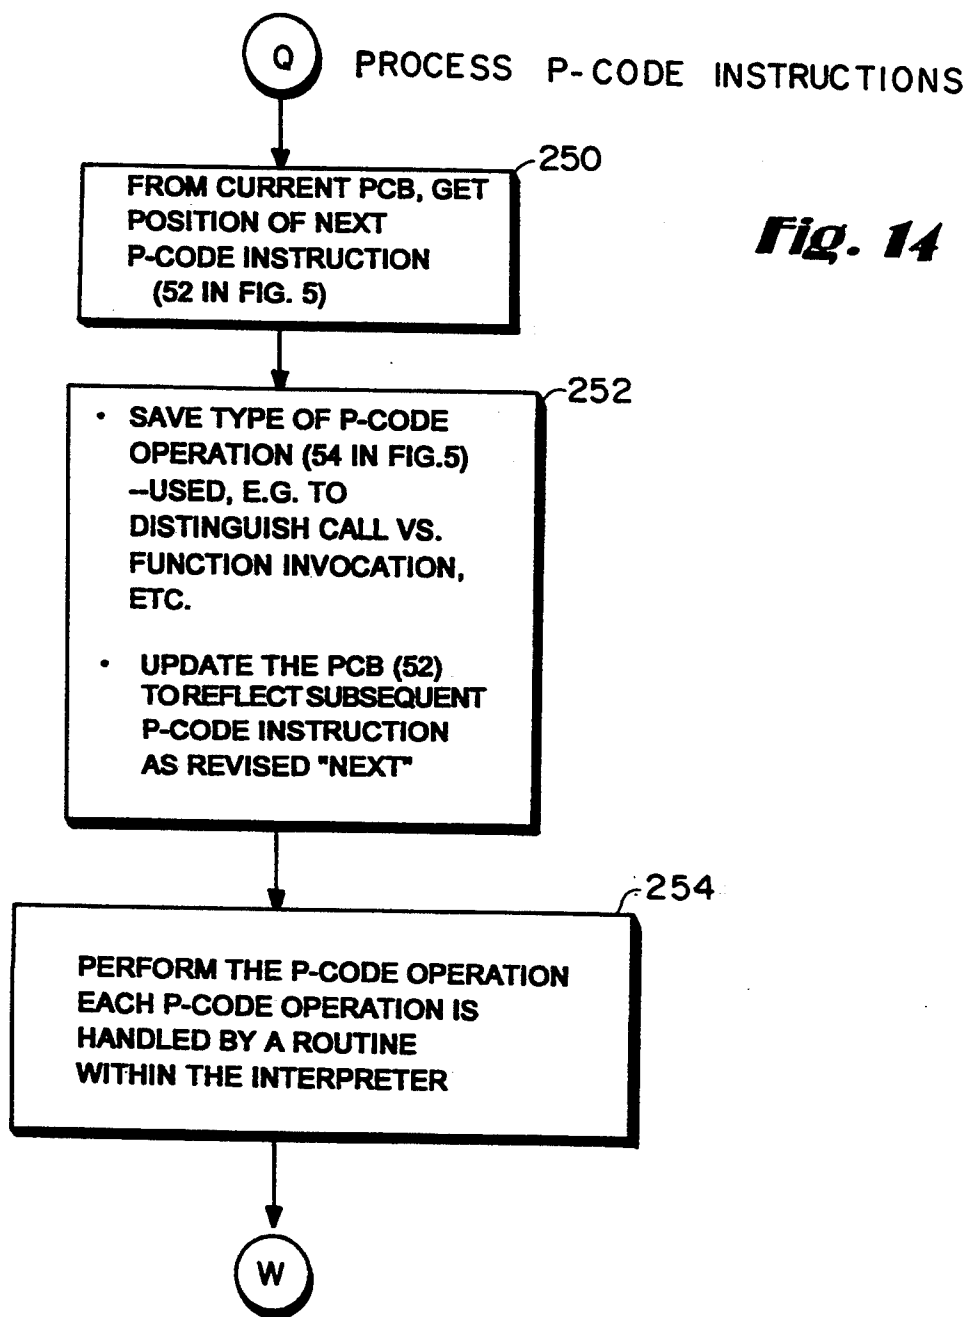 Q PROCESS P-CODE INSTRUCTIONS
250
FROM CURRENT PCB, GET
POSITION OF NEXT
P-CODE INSTRUCTION
(52 IN FIG. 5)
Fig. 14
252
• SAVE TYPE OF P-CODE
OPERATION (54 IN FIG.5)
–USED, E.G. TO
DISTINGUISH CALL VS.
FUNCTION INVOCATION,
ETC.
• UPDATE THE PCB (52)
TO REFLECT SUBSEQUENT
P-CODE INSTRUCTION
AS REVISED "NEXT"
254
PERFORM THE P-CODE OPERATION
EACH P-CODE OPERATION IS
HANDLED BY A ROUTINE
WITHIN THE INTERPRETER
W